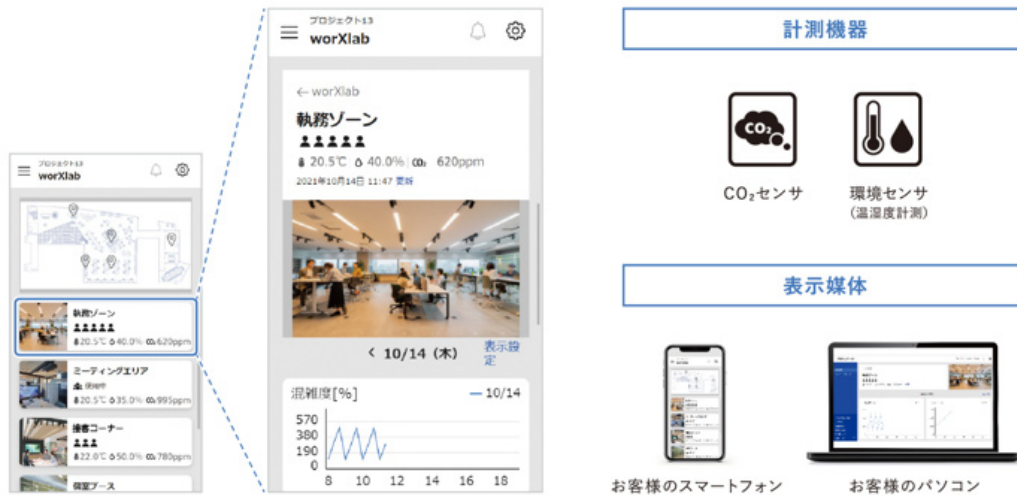 プロジェクト13
worXlab
執務ゾーン
20.5℃ 40.0% CO₂ 620ppm
ミーティングエリア
使用中
20.5℃ 35.0% CO₂ 995ppm
接客コーナー
22.0℃ 50.0% CO₂ 780ppm
個室ブース
プロジェクト13
worXlab
← worXlab
執務ゾーン
20.5℃ 40.0% CO₂ 620ppm
2021年10月14日 11:47 更新
< 10/14 (木)
表示設
定
混雑度[%]
10/14
570
380
190
0
8 10 12 14 16 18
計測機器
CO₂
CO₂センサ
環境センサ
(温湿度計測)
表示媒体
お客様のスマートフォン
お客様のパソコン